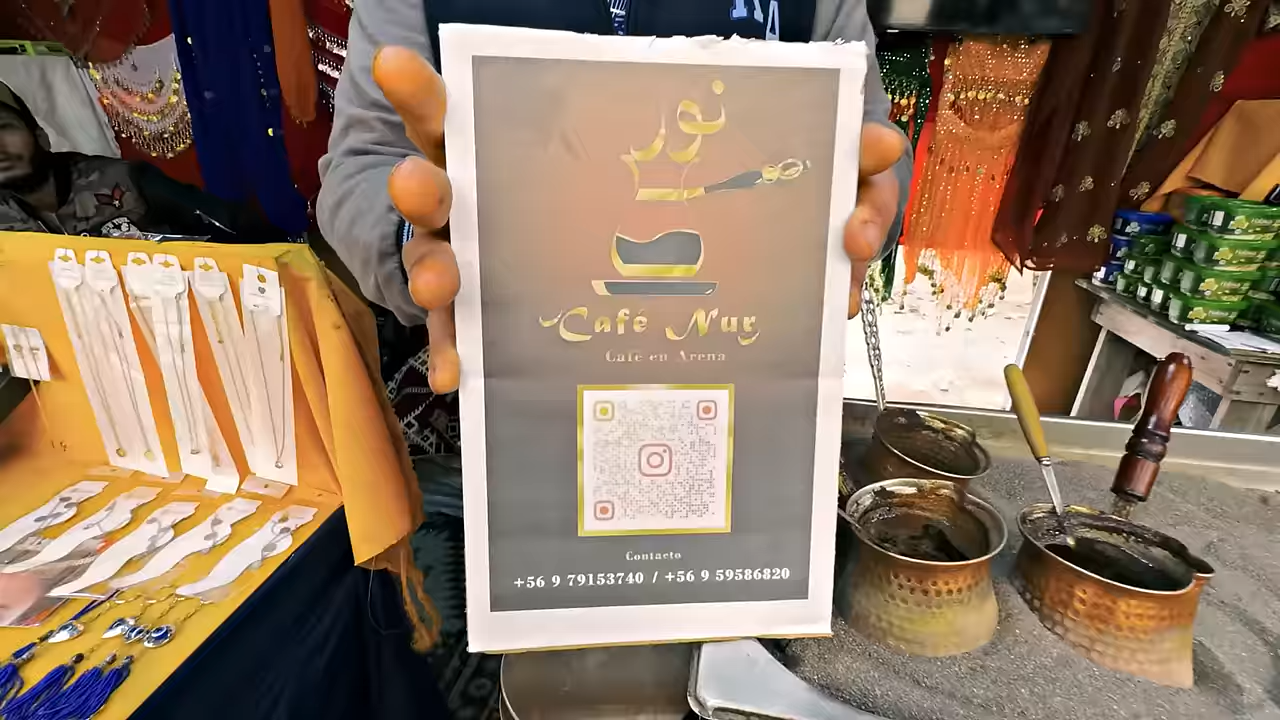 نور
Café Nur
Café en Arena
Contacto
+56 9 79153740 / +56 9 59586820